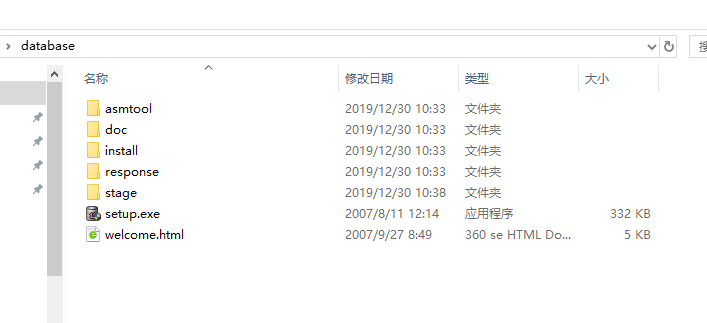 database
搜
名称 修改日期 类型 大小
asmtool 2019/12/30 10:33 文件夹
doc 2019/12/30 10:33 文件夹
install 2019/12/30 10:33 文件夹
response 2019/12/30 10:33 文件夹
stage 2019/12/30 10:38 文件夹
setup.exe 2007/8/11 12:14 应用程序 332 KB
welcome.html 2007/9/27 8:49 360 se HTML Do... 5 KB